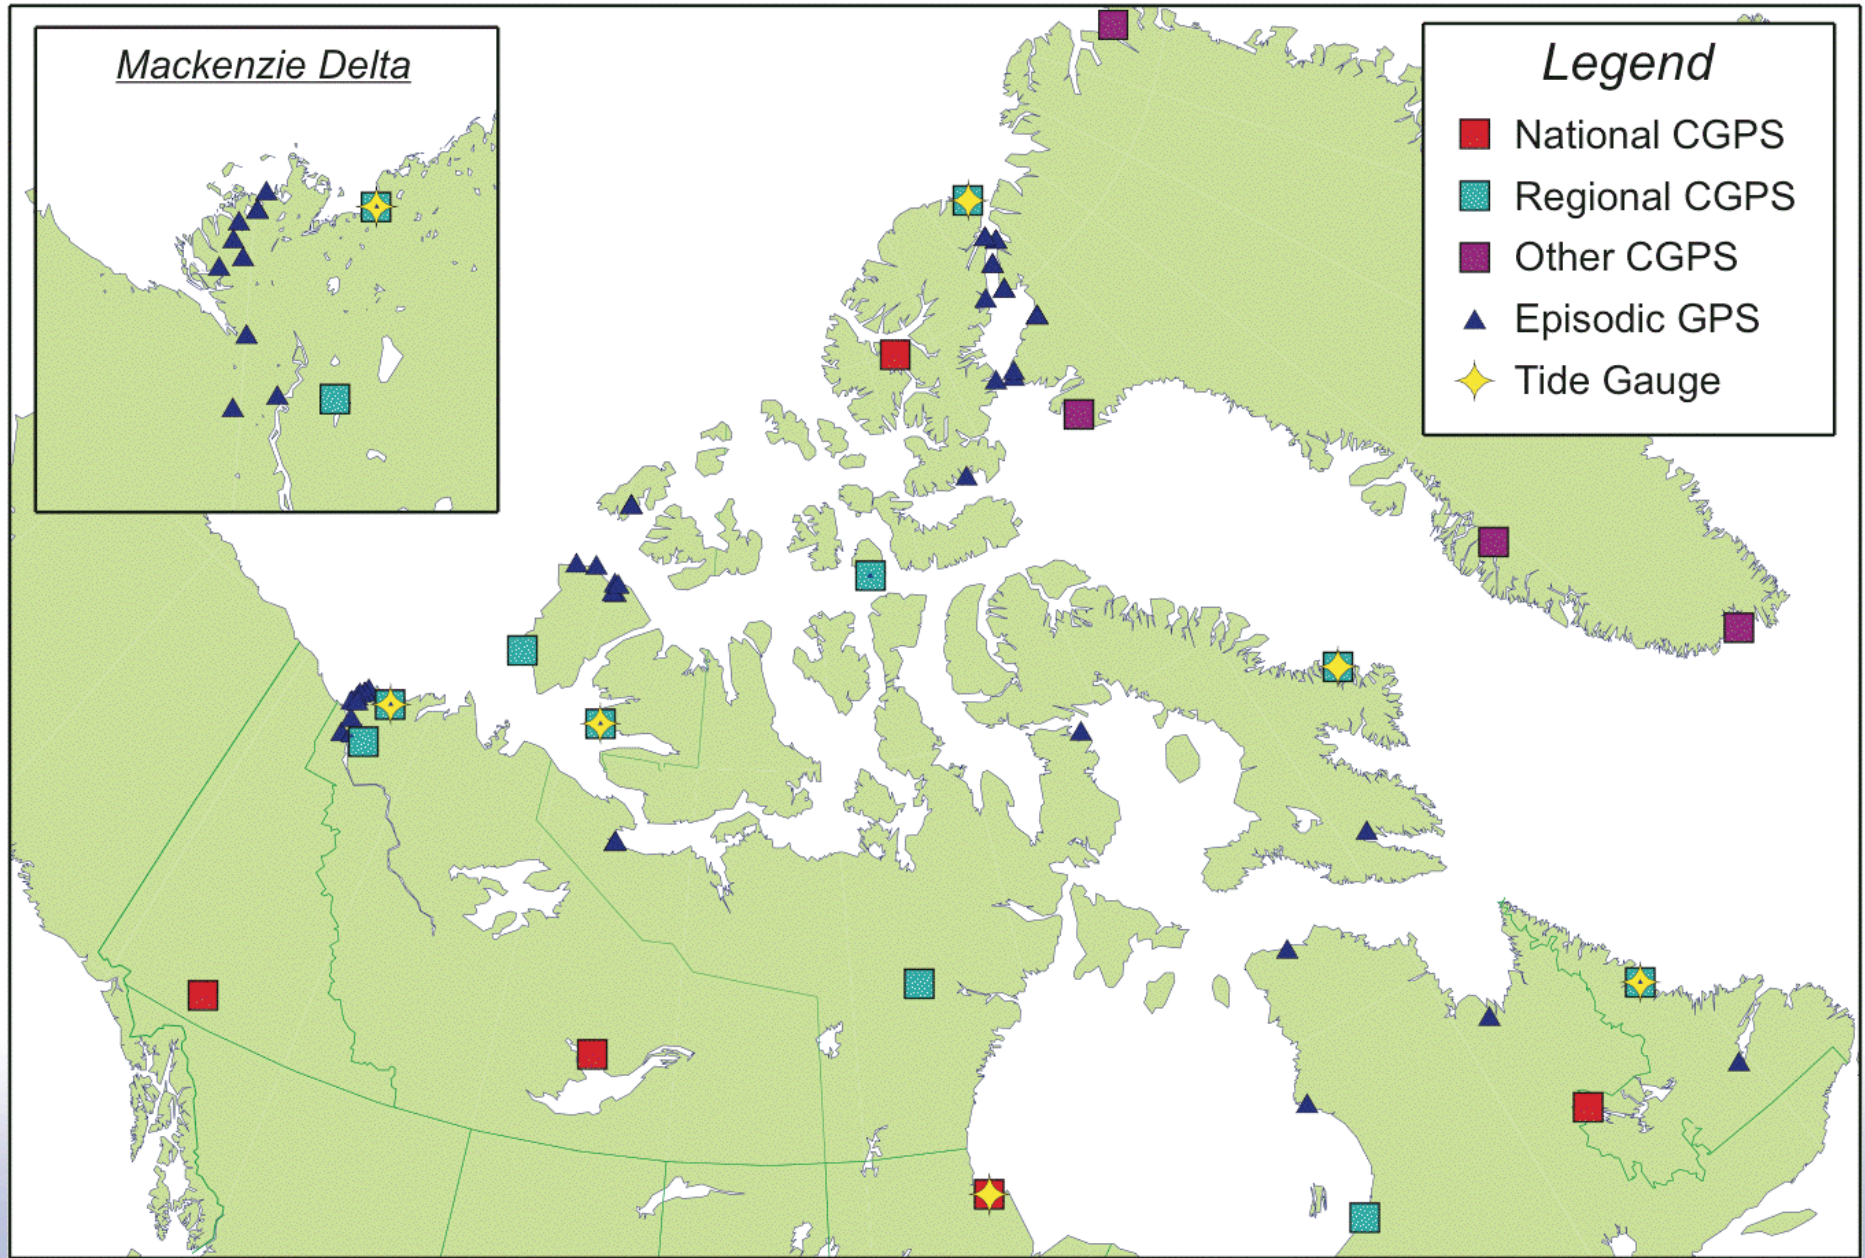 Mackenzie Delta
Legend
National CGPS
Regional CGPS
Other CGPS
Episodic GPS
Tide Gauge